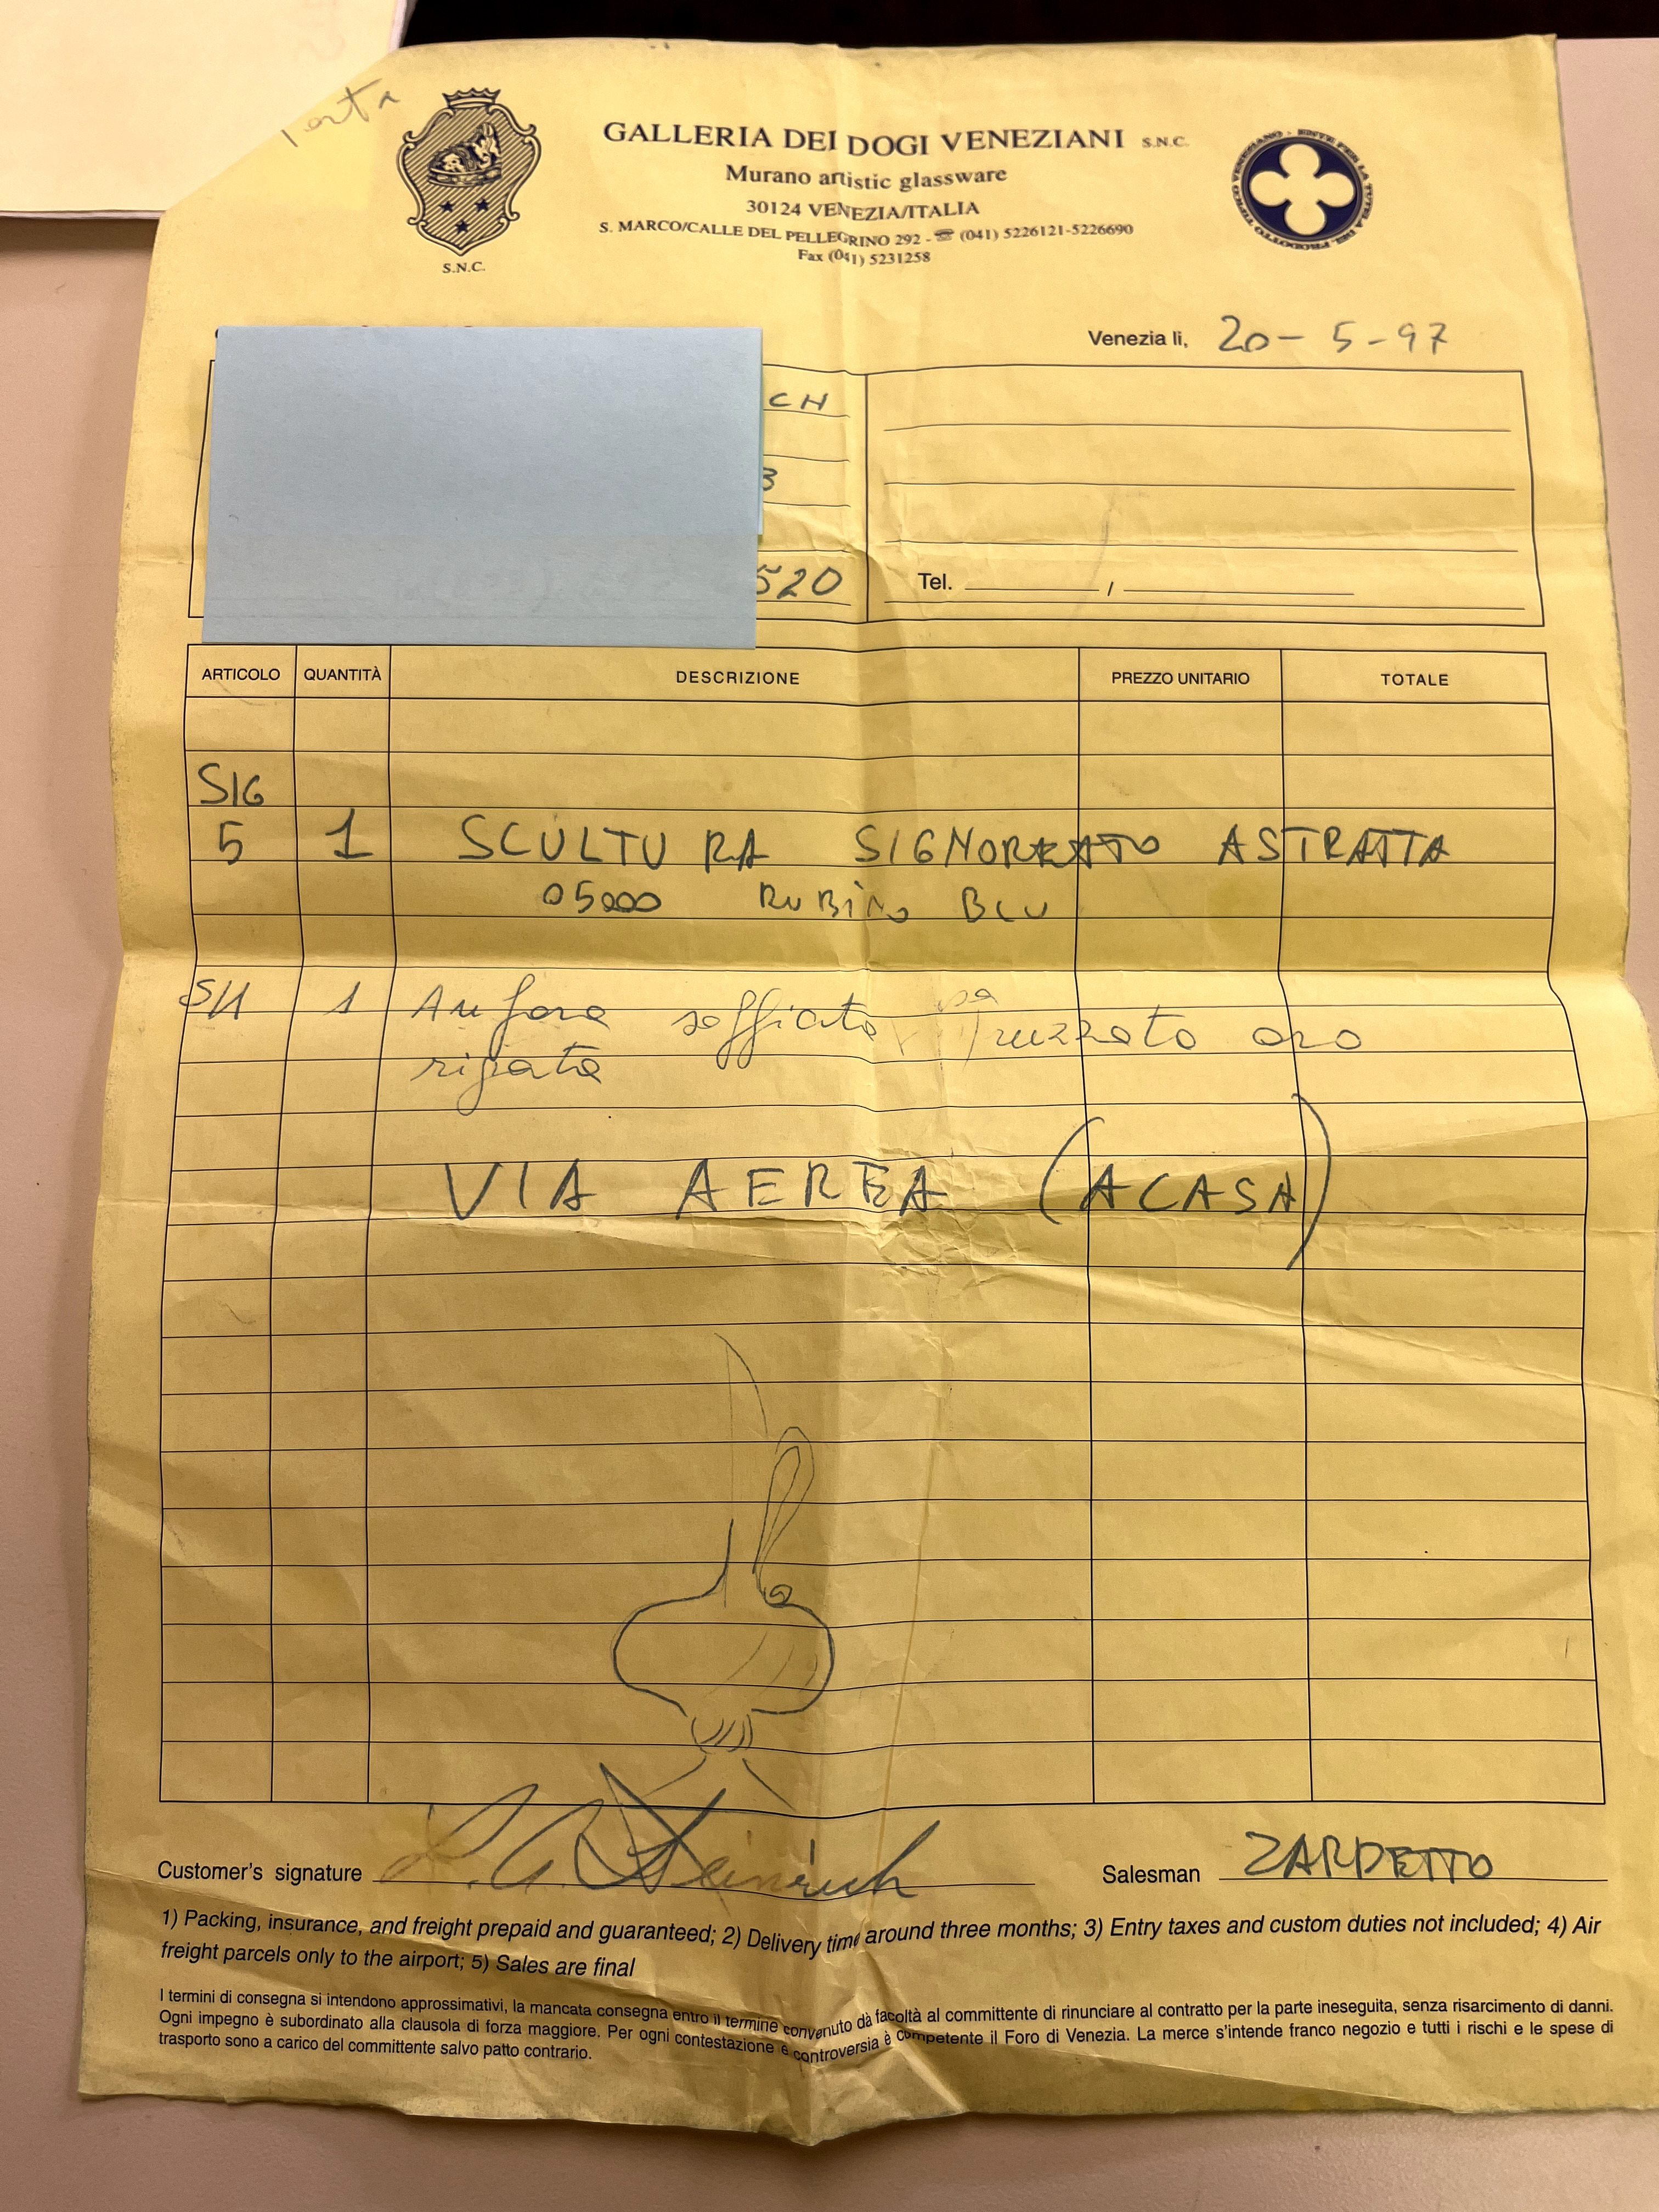 GALLERIA DEI DOGI VENEZIANI S.N.C.
Murano artistic glassware
30124 VENEZIA/ITALIA
S. MARCO/CALLE DEL PELLEGRINO 292 - ☏ (041) 5226121-5226690
Fax (041) 5231258
S.N.C.
Venezia li, 20-5-97
CH
3
520
Tel. /
ARTICOLO QUANTITÀ DESCRIZIONE PREZZO UNITARIO TOTALE
SIG
5 1 SCULTURA SIGNORETTO ASTRATTA
05000 RUBiNo BLU
1 Anfora soffiata oro
rigata
VIA AEREA (A CASA)
Customer's signature Salesman ZARDETTO
1) Packing, insurance, and freight prepaid and guaranteed; 2) Delivery time around three months; 3) Entry taxes and custom duties not included; 4) Air
freight parcels only to the airport; 5) Sales are final
I termini di consegna si intendono approssimativi, la mancata consegna entro il termine convenuto dà facoltà al committente di rinunciare al contratto per la parte ineseguita, senza risarcimento di danni.
Ogni impegno è subordinato alla clausola di forza maggiore. Per ogni contestazione e controversia è competente il Foro di Venezia. La merce s'intende franco negozio e tutti i rischi e le spese di
trasporto sono a carico del committente salvo patto contrario.